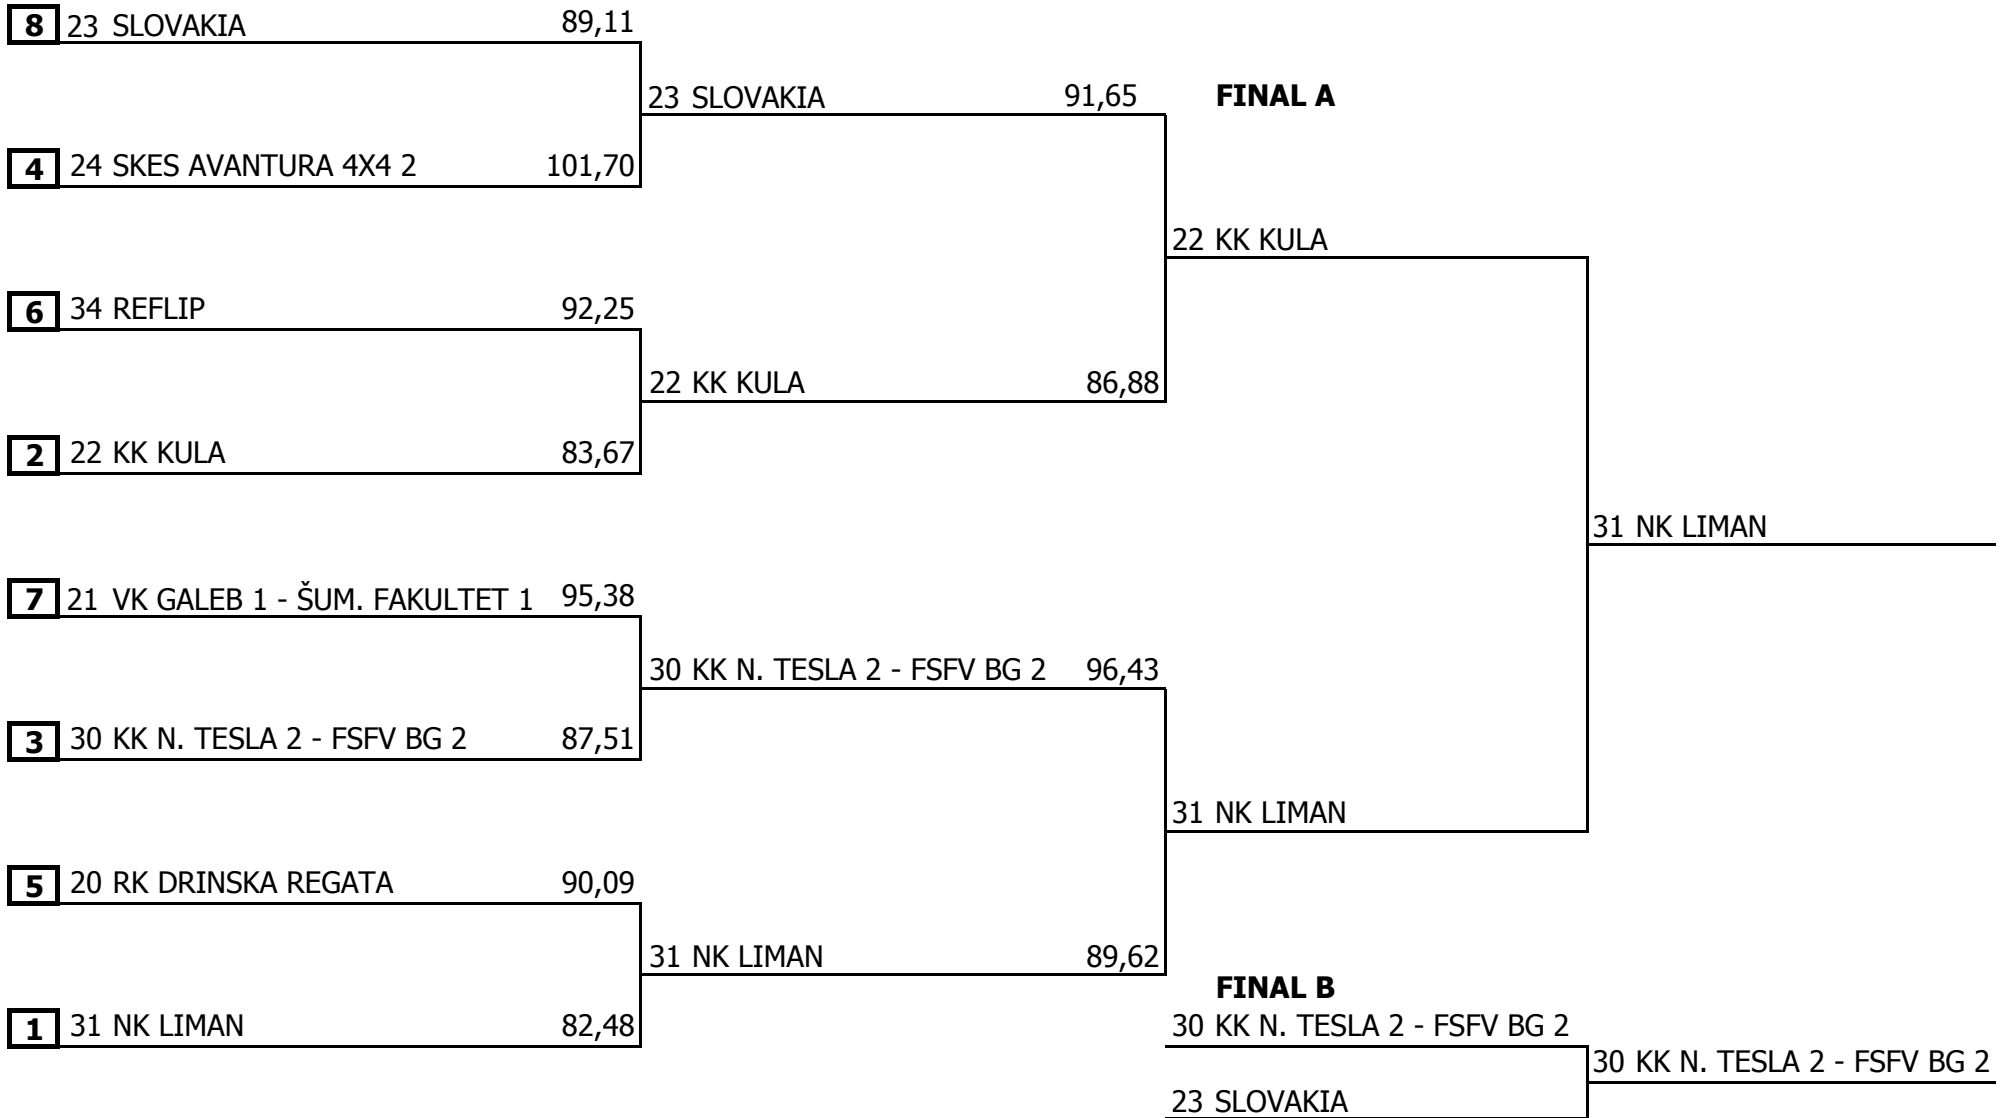 8 23 SLOVAKIA 89,11
23 SLOVAKIA 91,65 FINAL A
4 24 SKES AVANTURA 4X4 2 101,70
22 KK KULA
6 34 REFLIP 92,25
22 KK KULA 86,88
2 22 KK KULA 83,67
31 NK LIMAN
7 21 VK GALEB 1 - ŠUM. FAKULTET 1 95,38
30 KK N. TESLA 2 - FSFV BG 2 96,43
3 30 KK N. TESLA 2 - FSFV BG 2 87,51
31 NK LIMAN
5 20 RK DRINSKA REGATA 90,09
31 NK LIMAN 89,62
FINAL B
1 31 NK LIMAN 82,48
30 KK N. TESLA 2 - FSFV BG 2
30 KK N. TESLA 2 - FSFV BG 2
23 SLOVAKIA